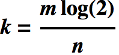 k = m log(2) / n